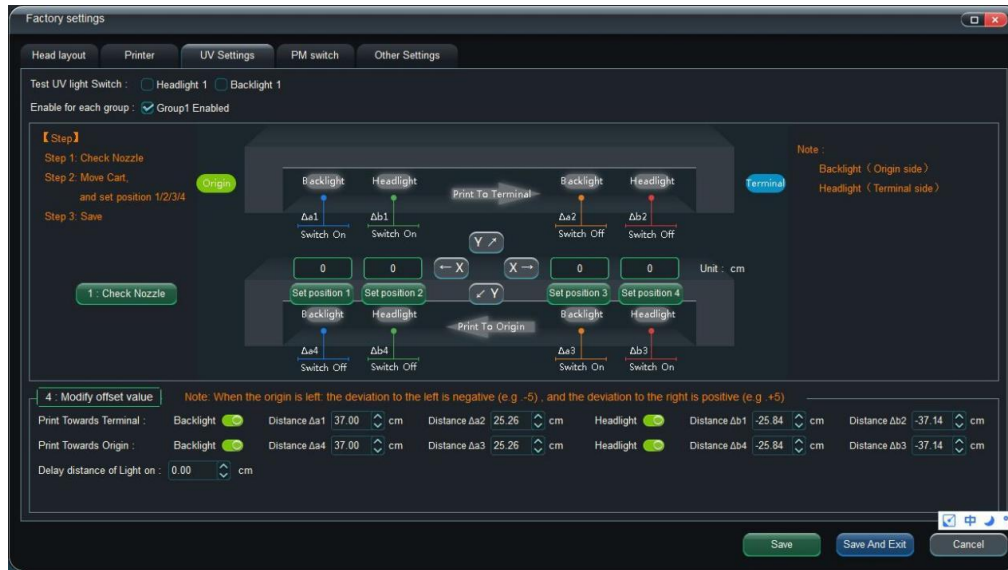 Factory settings
Head layout Printer UV Settings PM switch Other Settings
Test UV light Switch : Headlight 1 Backlight 1
Enable for each group : Group1 Enabled
【Step】
Step 1: Check Nozzle
Step 2: Move Cart,
and set position 1/2/3/4
Step 3: Save
Origin
Backlight Headlight Print To Terminal Backlight Headlight
Terminal
Note :
Backlight（Origin side）
Headlight（Terminal side）
Δa1 Δb1 Δa2 Δb2
Switch On Switch On Switch Off Switch Off
Y ↗
0 0 ← X X → 0 0 Unit : cm
1 : Check Nozzle
Set position 1 Set position 2 ↙ Y Set position 3 Set position 4
Backlight Headlight Print To Origin Backlight Headlight
Δa4 Δb4 Δa3 Δb3
Switch Off Switch Off Switch On Switch On
4 : Modify offset value Note: When the origin is left: the deviation to the left is negative (e.g .-5) , and the deviation to the right is positive (e.g .+5)
Print Towards Terminal : Backlight Distance Δa1 37.00 cm Distance Δa2 25.26 cm Headlight Distance Δb1 -25.84 cm Distance Δb2 -37.14 cm
Print Towards Origin : Backlight Distance Δa4 37.00 cm Distance Δa3 25.26 cm Headlight Distance Δb4 -25.84 cm Distance Δb3 -37.14 cm
Delay distance of Light on : 0.00 cm
中
Save Save And Exit Cancel